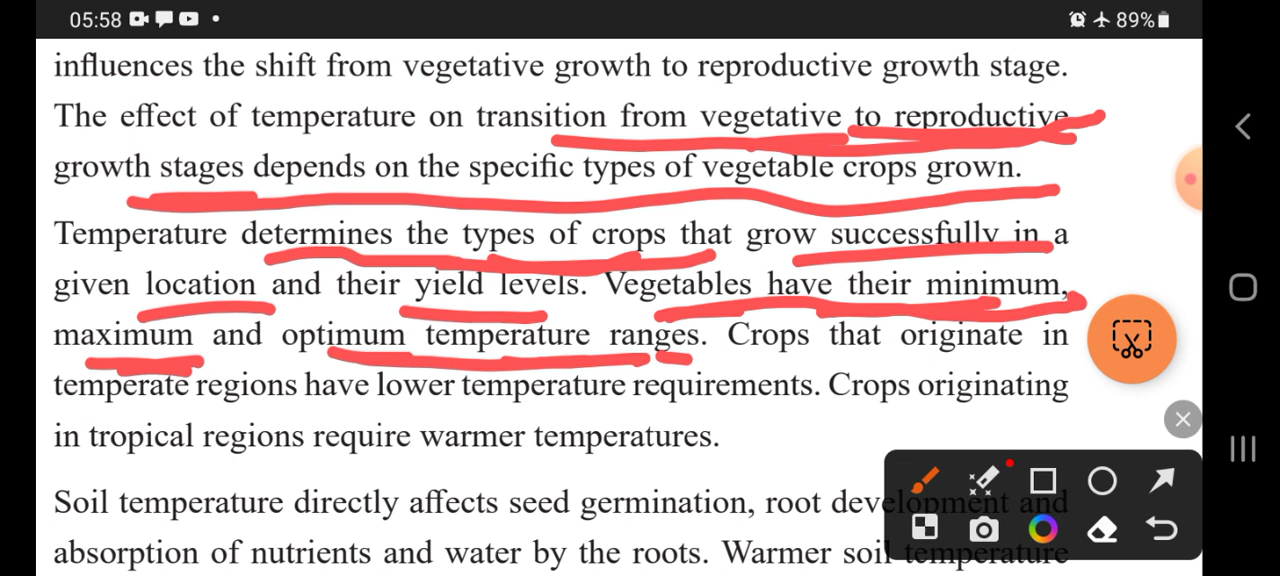 05:58
89%
influences the shift from vegetative growth to reproductive growth stage.
The effect of temperature on transition from vegetative to reproductive
growth stages depends on the specific types of vegetable crops grown.
Temperature determines the types of crops that grow successfully in a
given location and their yield levels. Vegetables have their minimum,
maximum and optimum temperature ranges. Crops that originate in
temperate regions have lower temperature requirements. Crops originating
in tropical regions require warmer temperatures.
Soil temperature directly affects seed germination, root development and
absorption of nutrients and water by the roots. Warmer soil temperature